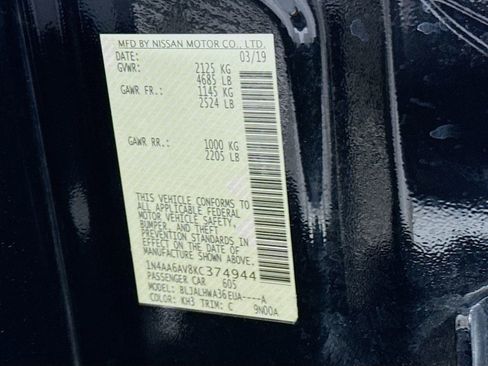 MFD BY NISSAN MOTOR CO., LTD.
DATE: 03/19
GVWR: 2125 KG
4685 LB
GAWR FR.: 1145 KG
2524 LB
GAWR RR.: 1000 KG
2205 LB
THIS VEHICLE CONFORMS TO
ALL APPLICABLE FEDERAL
MOTOR VEHICLE SAFETY,
BUMPER, AND THEFT
PREVENTION STANDARDS IN
EFFECT ON THE DATE OF
MANUFACTURE SHOWN ABOVE.
1N4AA6AV8KC374944
PASSENGER CAR 605
MODEL: BLJALHWA36EUA----A
COLOR: KH3 TRIM: C 9N00A